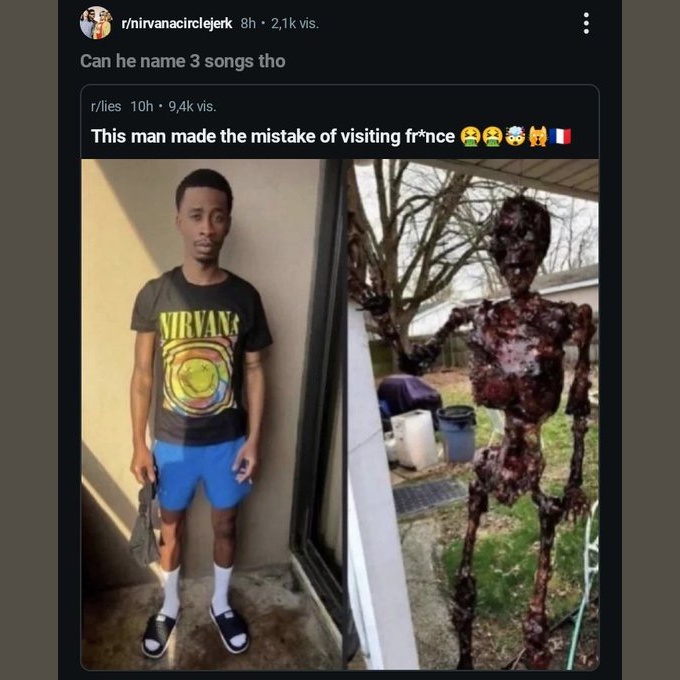 r/nirvanacirclejerk 8h • 2,1k vis.
Can he name 3 songs tho
r/lies 10h • 9,4k vis.
This man made the mistake of visiting fr*nce 🤮🤮🤯🙀🇫🇷
NIRVANA